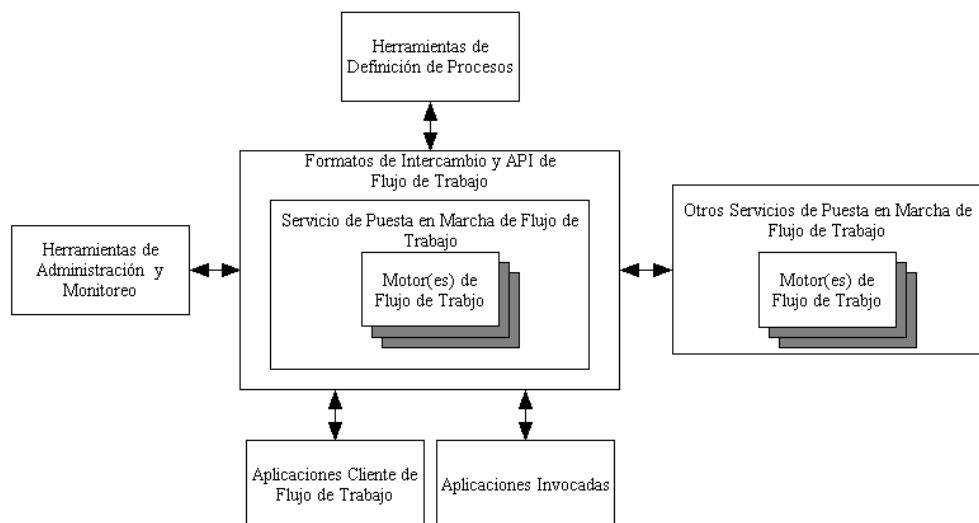 Herramientas de
Definición de Procesos
Formatos de Intercambio y API de
Flujo de Trabajo
Servicio de Puesta en Marcha de Flujo de
Trabajo
Motor(es) de
Flujo de Trabjo
Herramientas de
Administración y
Monitoreo
Otros Servicios de Puesta en Marcha de
Flujo de Trabajo
Motor(es) de
Flujo de Trabjo
Aplicaciones Cliente de
Flujo de Trabajo
Aplicaciones Invocadas